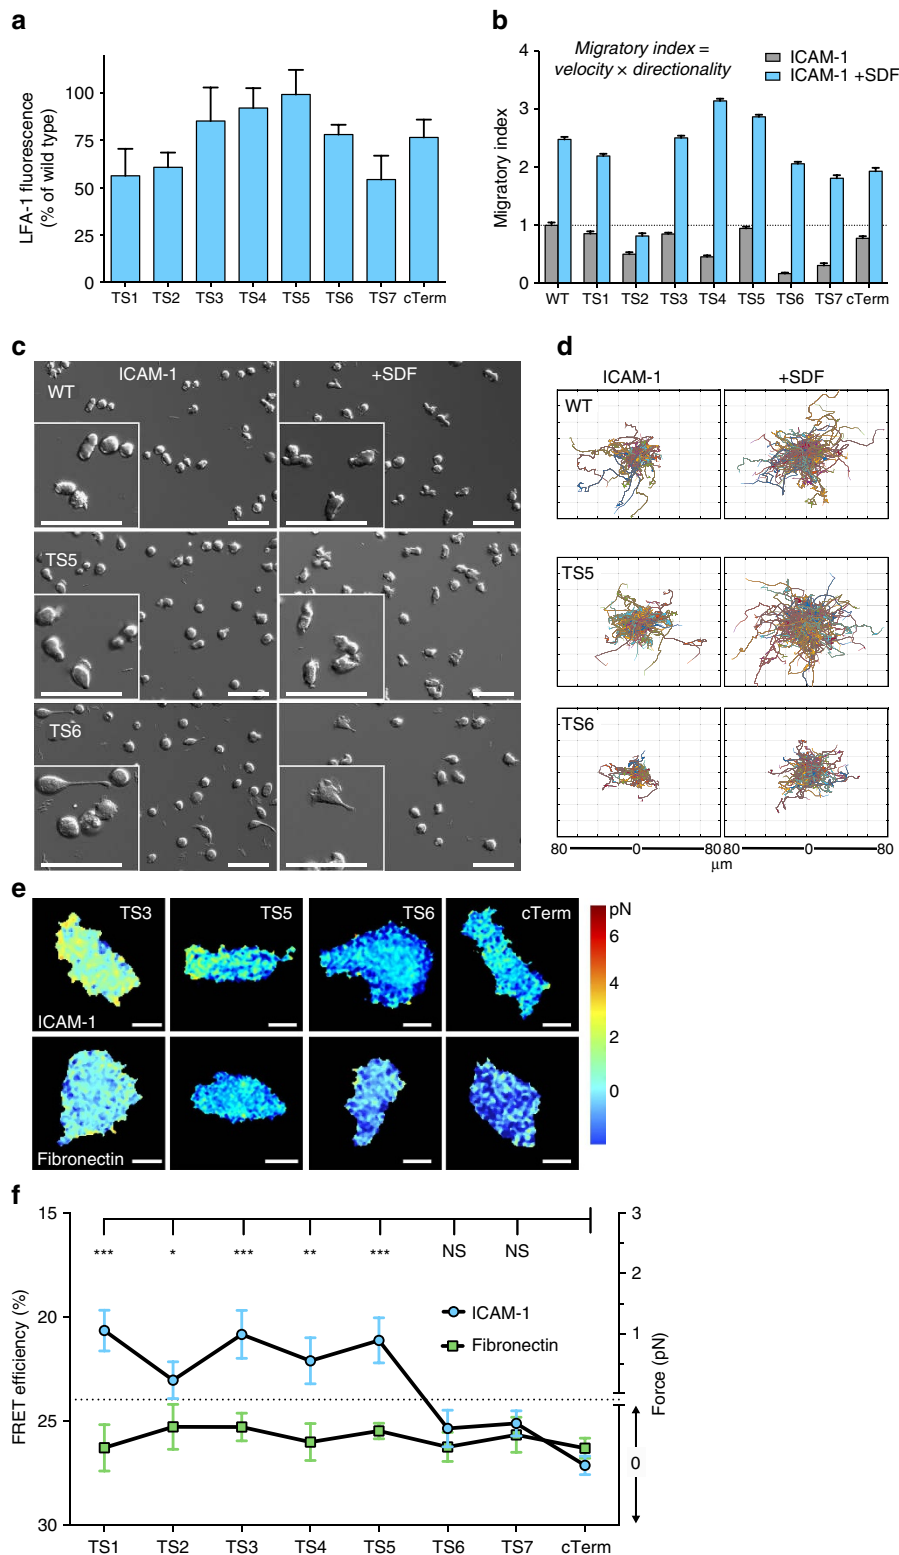 a
LFA-1 fluorescence
(% of wild type)
100
75
50
25
0
TS1 TS2 TS3 TS4 TS5 TS6 TS7 cTerm
b
Migratory index =
velocity × directionality
ICAM-1
ICAM-1 +SDF
Migratory index
4
3
2
1
0
WT TS1 TS2 TS3 TS4 TS5 TS6 TS7 cTerm
c
ICAM-1 +SDF
WT
TS5
TS6
d
ICAM-1 +SDF
WT
TS5
TS6
80 0 80 0 80
μm
e
TS3 TS5 TS6 cTerm
ICAM-1
Fibronectin
pN
6
4
2
0
f
FRET efficiency (%)
15
20
25
30
*** * *** ** *** NS NS
ICAM-1
Fibronectin
3
2
1
0
0
Force (pN)
TS1 TS2 TS3 TS4 TS5 TS6 TS7 cTerm